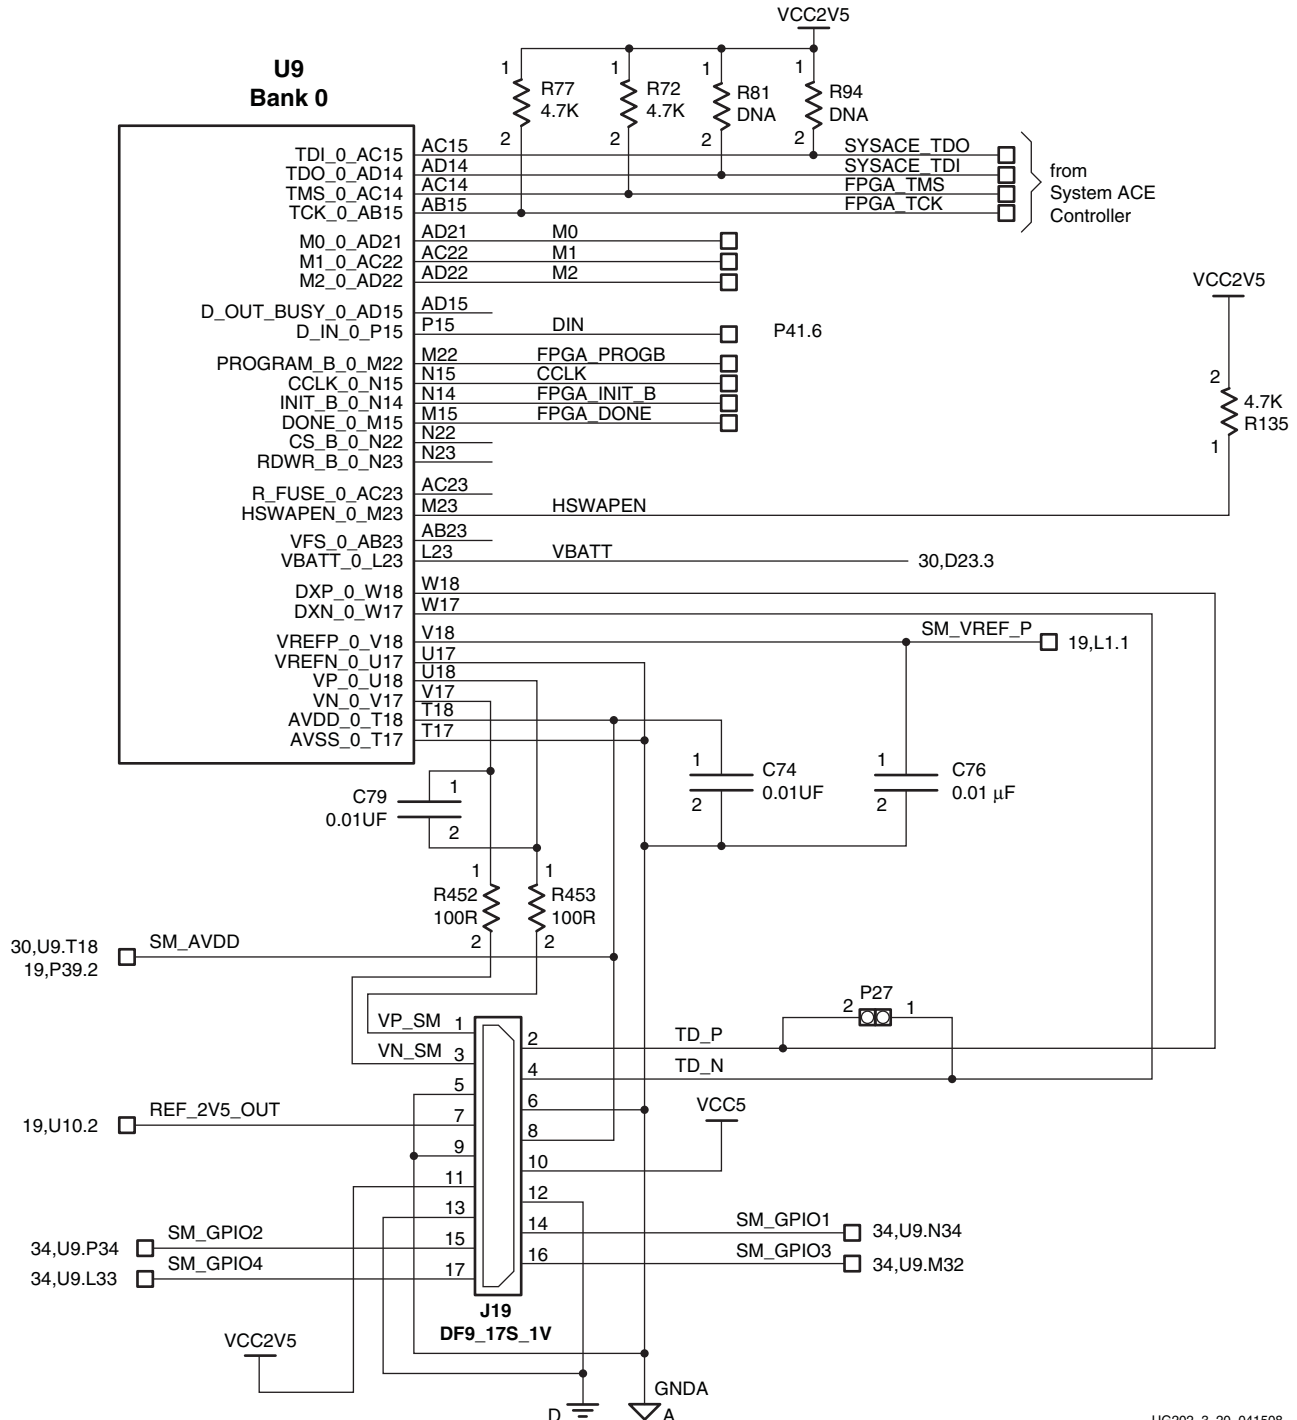 VCC2V5
U9
Bank 0
1
R77
4.7K
2
1
R72
4.7K
2
1
R81
DNA
2
1
R94
DNA
2
TDI_0_AC15 AC15 SYSACE_TDO
TDO_0_AD14 AD14 SYSACE_TDI
TMS_0_AC14 AC14 FPGA_TMS
TCK_0_AB15 AB15 FPGA_TCK
from
System ACE
Controller
M0_0_AD21 AD21 M0
M1_0_AC22 AC22 M1
M2_0_AD22 AD22 M2
D_OUT_BUSY_0_AD15 AD15
D_IN_0_P15 P15 DIN P41.6
PROGRAM_B_0_M22 M22 FPGA_PROGB
CCLK_0_N15 N15 CCLK
INIT_B_0_N14 N14 FPGA_INIT_B
DONE_0_M15 M15 FPGA_DONE
CS_B_0_N22 N22
RDWR_B_0_N23 N23
VCC2V5
2
4.7K
R135
1
R_FUSE_0_AC23 AC23
HSWAPEN_0_M23 M23 HSWAPEN
VFS_0_AB23 AB23
VBATT_0_L23 L23 VBATT 30,D23.3
DXP_0_W18 W18
DXN_0_W17 W17
VREFP_0_V18 V18 SM_VREF_P 19,L1.1
VREFN_0_U17 U17
VP_0_U18 U18
VN_0_V17 V17
AVDD_0_T18 T18
AVSS_0_T17 T17
C79
0.01UF
1
2
1
C74
0.01UF
2
1
C76
0.01 µF
2
1
R452
100R
2
1
R453
100R
2
30,U9.T18
19,P39.2
SM_AVDD
P27
2
1
VP_SM 1
2 TD_P
VN_SM 3
4 TD_N
5
6
VCC5
19,U10.2 REF_2V5_OUT 7
8
9
10
11
12
13
14 SM_GPIO1 34,U9.N34
34,U9.P34 SM_GPIO2 15
16 SM_GPIO3 34,U9.M32
34,U9.L33 SM_GPIO4 17
J19
DF9_17S_1V
VCC2V5
GNDA
D
A
UG202_3_20_041508